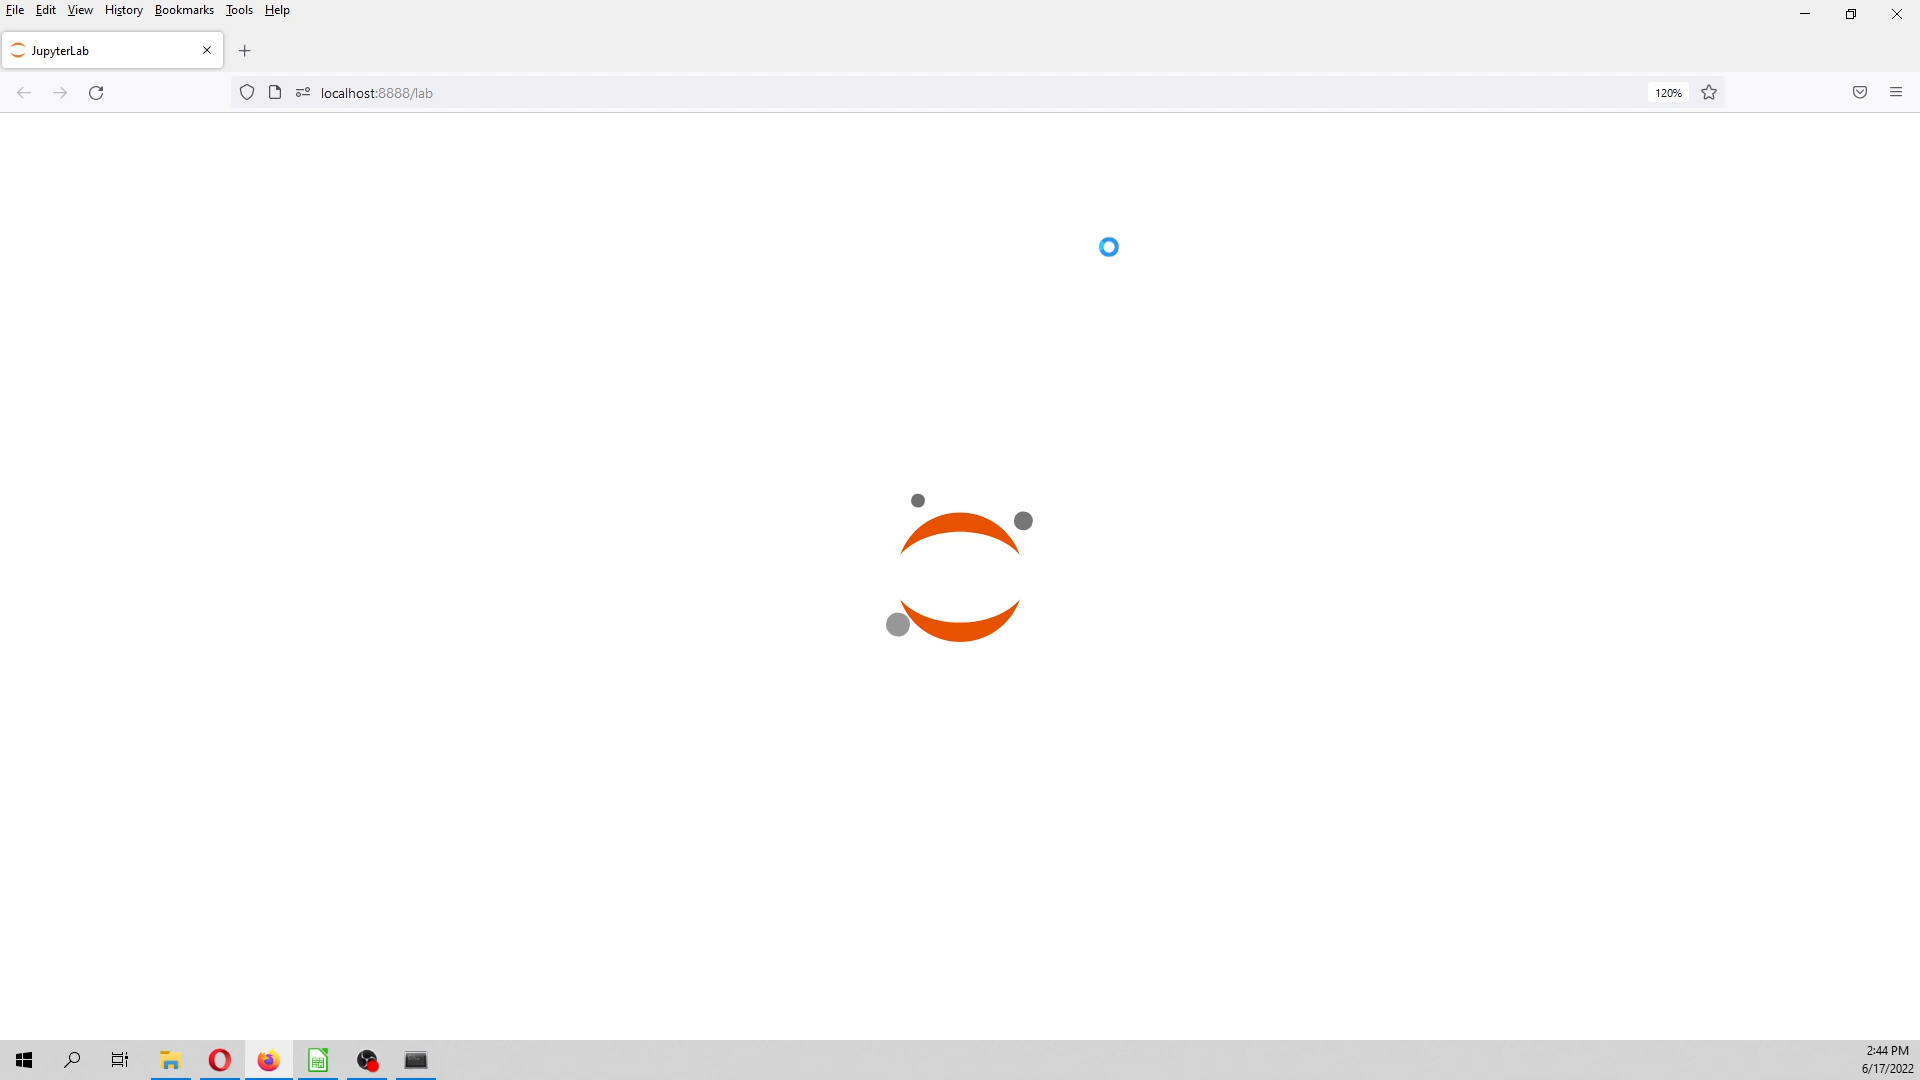 File Edit View History Bookmarks Tools Help
JupyterLab
localhost:8888/lab
120%
2:44 PM
6/17/2022